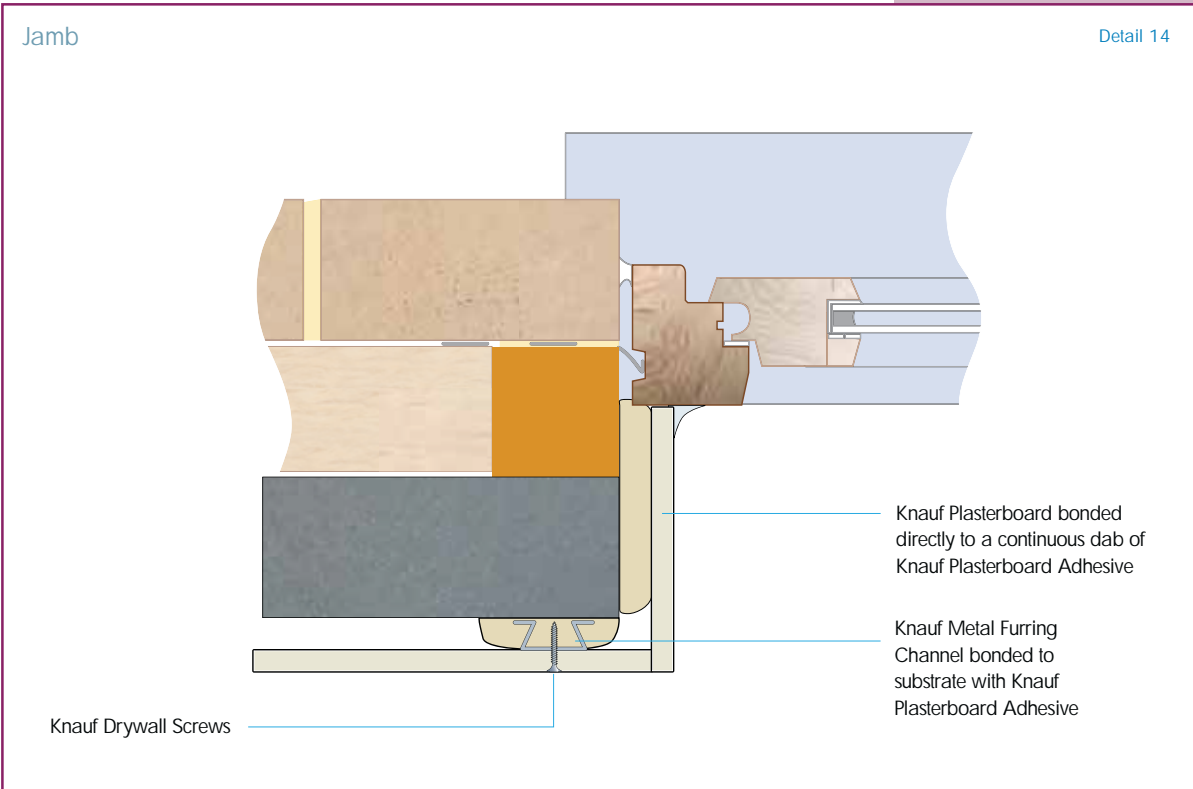 Jamb
Detail 14
Knauf Plasterboard bonded
directly to a continuous dab of
Knauf Plasterboard Adhesive
Knauf Metal Furring
Channel bonded to
substrate with Knauf
Plasterboard Adhesive
Knauf Drywall Screws